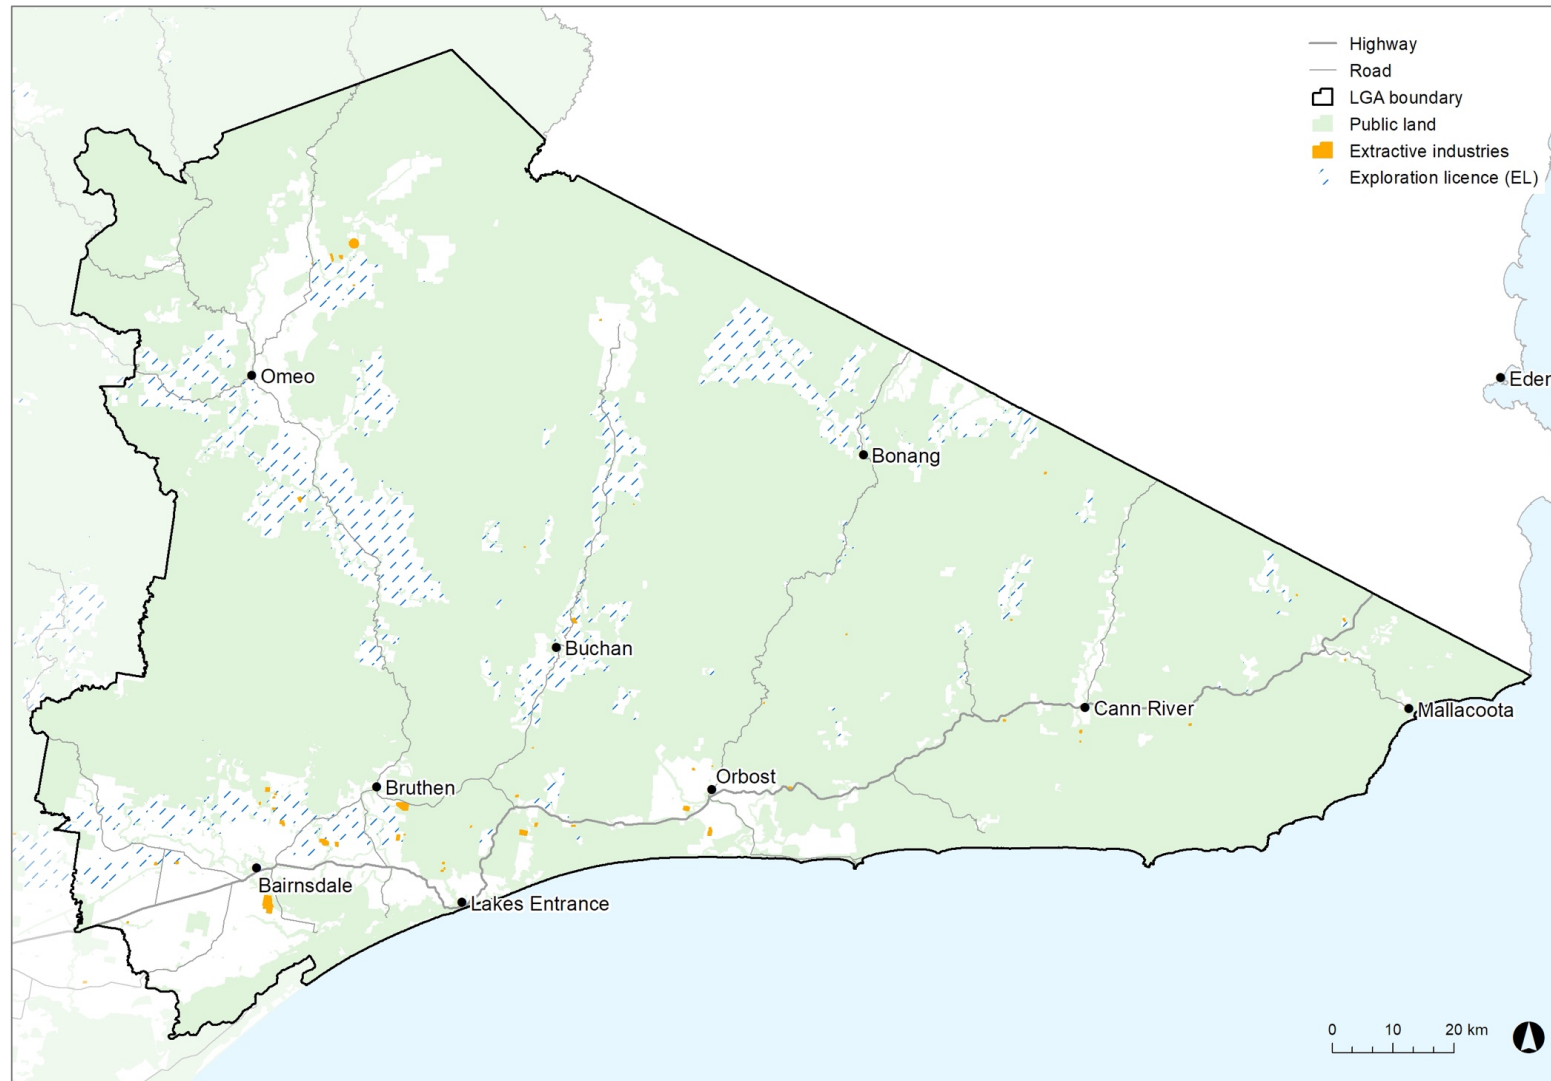 Highway
Road
LGA boundary
Public land
Extractive industries
Exploration licence (EL)
Omeo
Eder
Bonang
Buchan
Cann River
Mallacoota
Orbost
Bruthen
Bairnsdale
Lakes Entrance
0 10 20 km